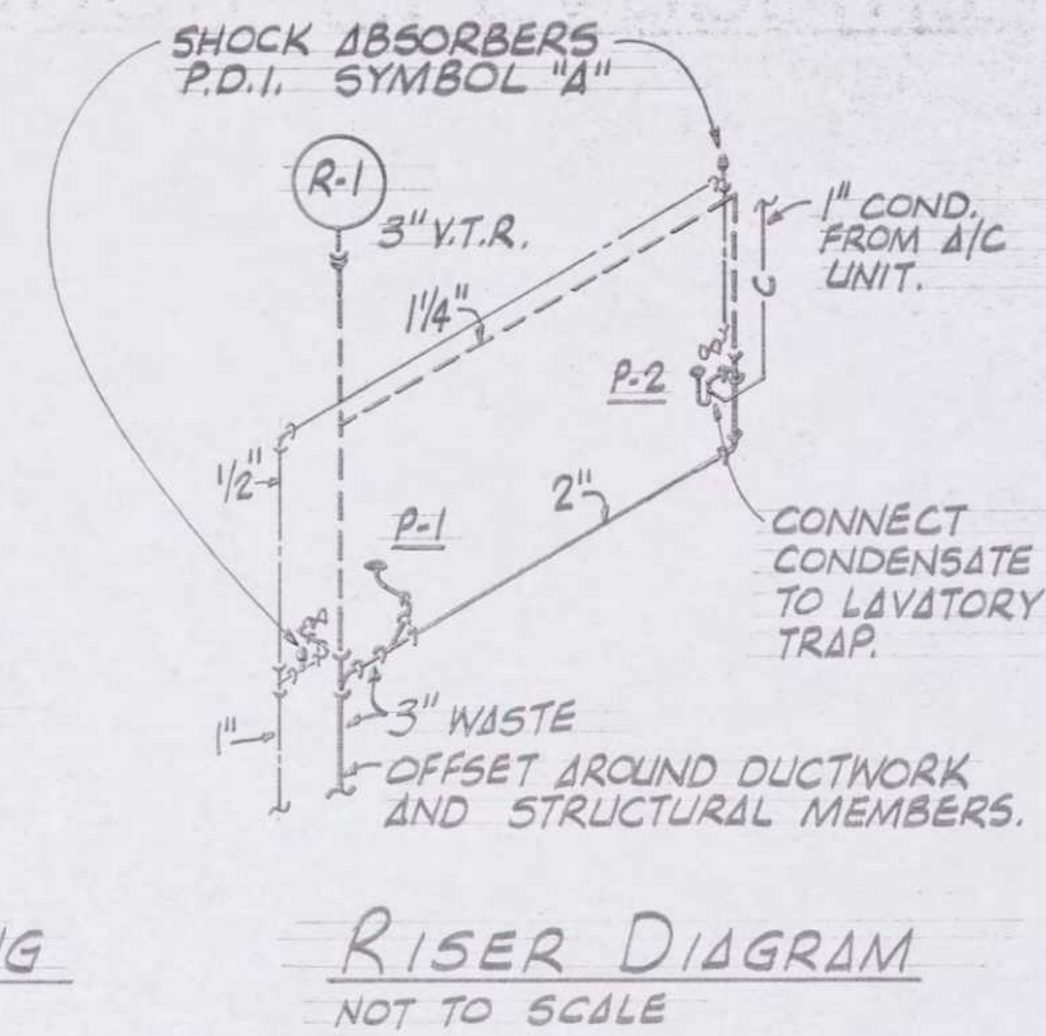 SHOCK ABSORBERS
P.D.I. SYMBOL "A"
R-1
3" V.T.R.
1" COND.
FROM A/C
UNIT.
C
1 1/4"
P-2
1/2"
2"
P-1
CONNECT
CONDENSATE
TO LAVATORY
TRAP.
3" WASTE
1"
OFFSET AROUND DUCTWORK
AND STRUCTURAL MEMBERS.
RISER DIAGRAM
NOT TO SCALE